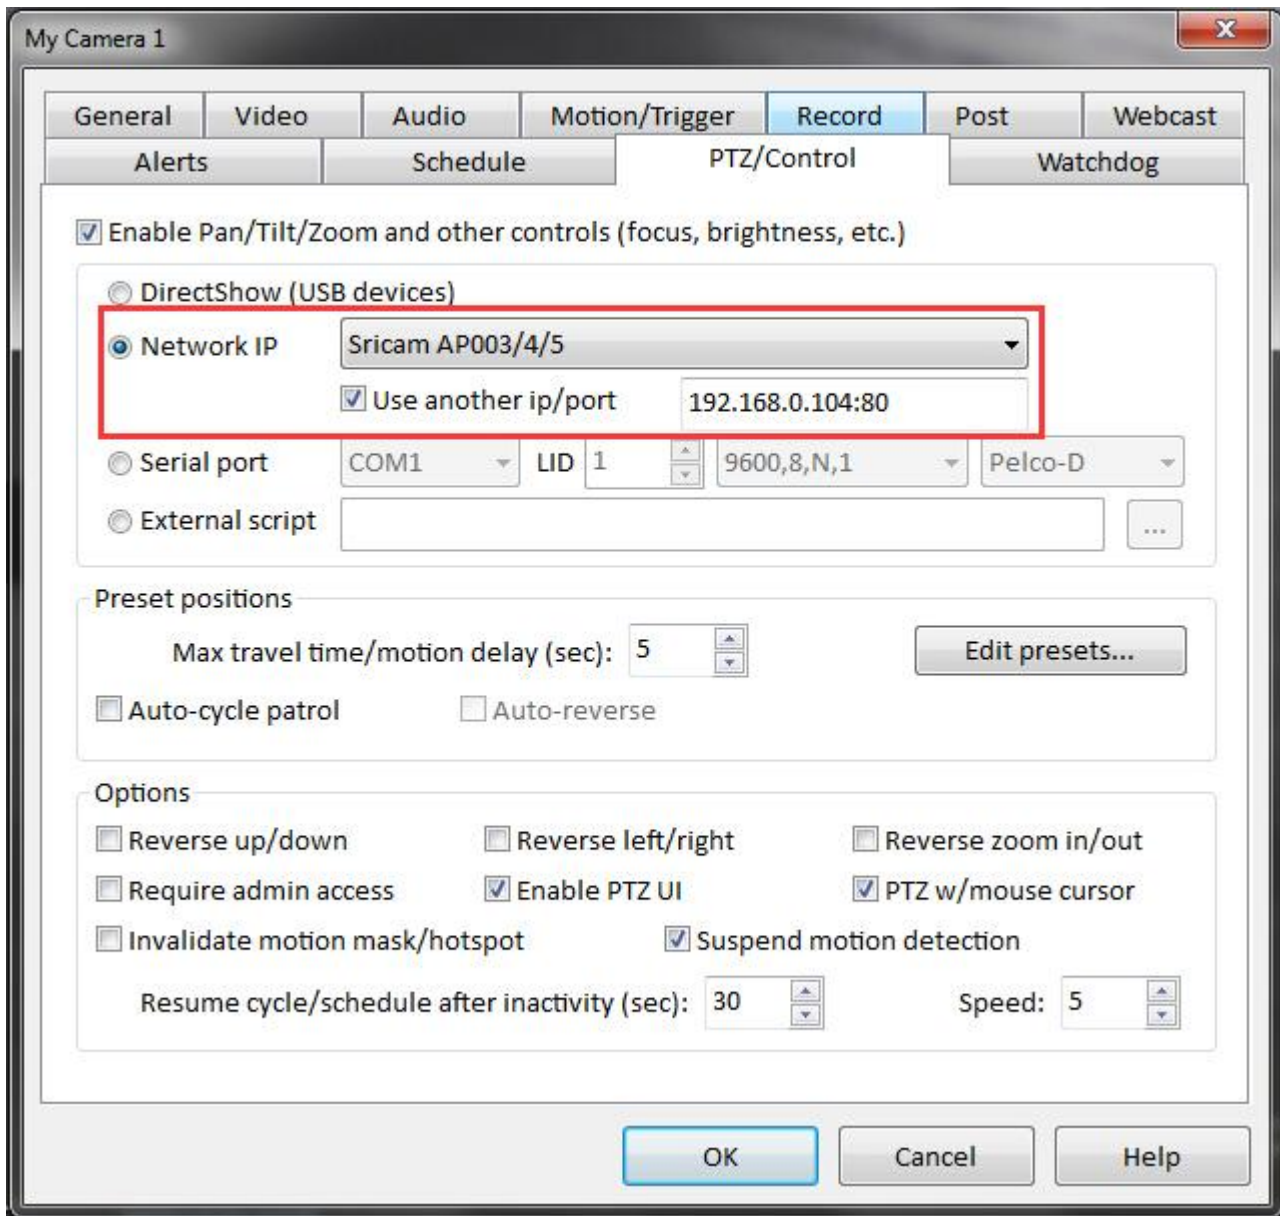 My Camera 1
General Video Audio Motion/Trigger Record Post Webcast
Alerts Schedule PTZ/Control Watchdog
Enable Pan/Tilt/Zoom and other controls (focus, brightness, etc.)
DirectShow (USB devices)
Network IP Sricam AP003/4/5
Use another ip/port 192.168.0.104:80
Serial port COM1 LID 1 9600,8,N,1 Pelco-D
External script ...
Preset positions
Max travel time/motion delay (sec): 5 Edit presets...
Auto-cycle patrol Auto-reverse
Options
Reverse up/down Reverse left/right Reverse zoom in/out
Require admin access Enable PTZ UI PTZ w/mouse cursor
Invalidate motion mask/hotspot Suspend motion detection
Resume cycle/schedule after inactivity (sec): 30 Speed: 5
OK Cancel Help